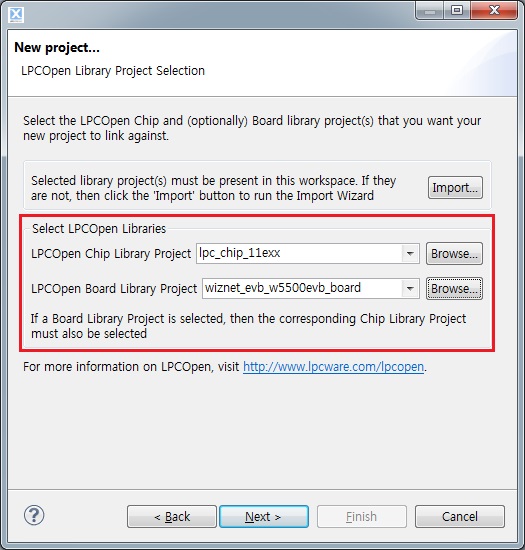 New project...
LPCOpen Library Project Selection
Select the LPCOpen Chip and (optionally) Board library project(s) that you want your
new project to link against.
Selected library project(s) must be present in this workspace. If they
are not, then click the 'Import' button to run the Import Wizard
Import...
Select LPCOpen Libraries
LPCOpen Chip Library Project lpc_chip_11exx Browse...
LPCOpen Board Library Project wiznet_evb_w5500evb_board Browse...
If a Board Library Project is selected, then the corresponding Chip Library Project
must also be selected
For more information on LPCOpen, visit http://www.lpcware.com/lpcopen.
? < Back Next > Finish Cancel